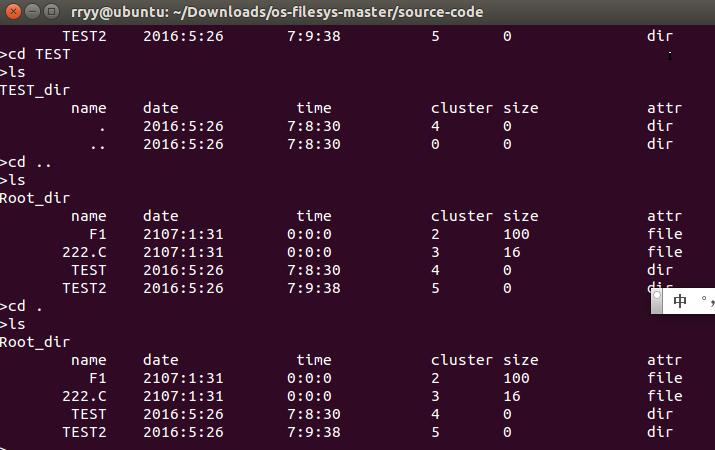 rryy@ubuntu: ~/Downloads/os-filesys-master/source-code
TEST2 2016:5:26 7:9:38 5 0 dir
>cd TEST
>ls
TEST_dir
name date time cluster size attr
. 2016:5:26 7:8:30 4 0 dir
.. 2016:5:26 7:8:30 0 0 dir
>cd ..
>ls
Root_dir
name date time cluster size attr
F1 2107:1:31 0:0:0 2 100 file
222.C 2107:1:31 0:0:0 3 16 file
TEST 2016:5:26 7:8:30 4 0 dir
TEST2 2016:5:26 7:9:38 5 0 dir
>cd .
中 °,
>ls
Root_dir
name date time cluster size attr
F1 2107:1:31 0:0:0 2 100 file
222.C 2107:1:31 0:0:0 3 16 file
TEST 2016:5:26 7:8:30 4 0 dir
TEST2 2016:5:26 7:9:38 5 0 dir
>